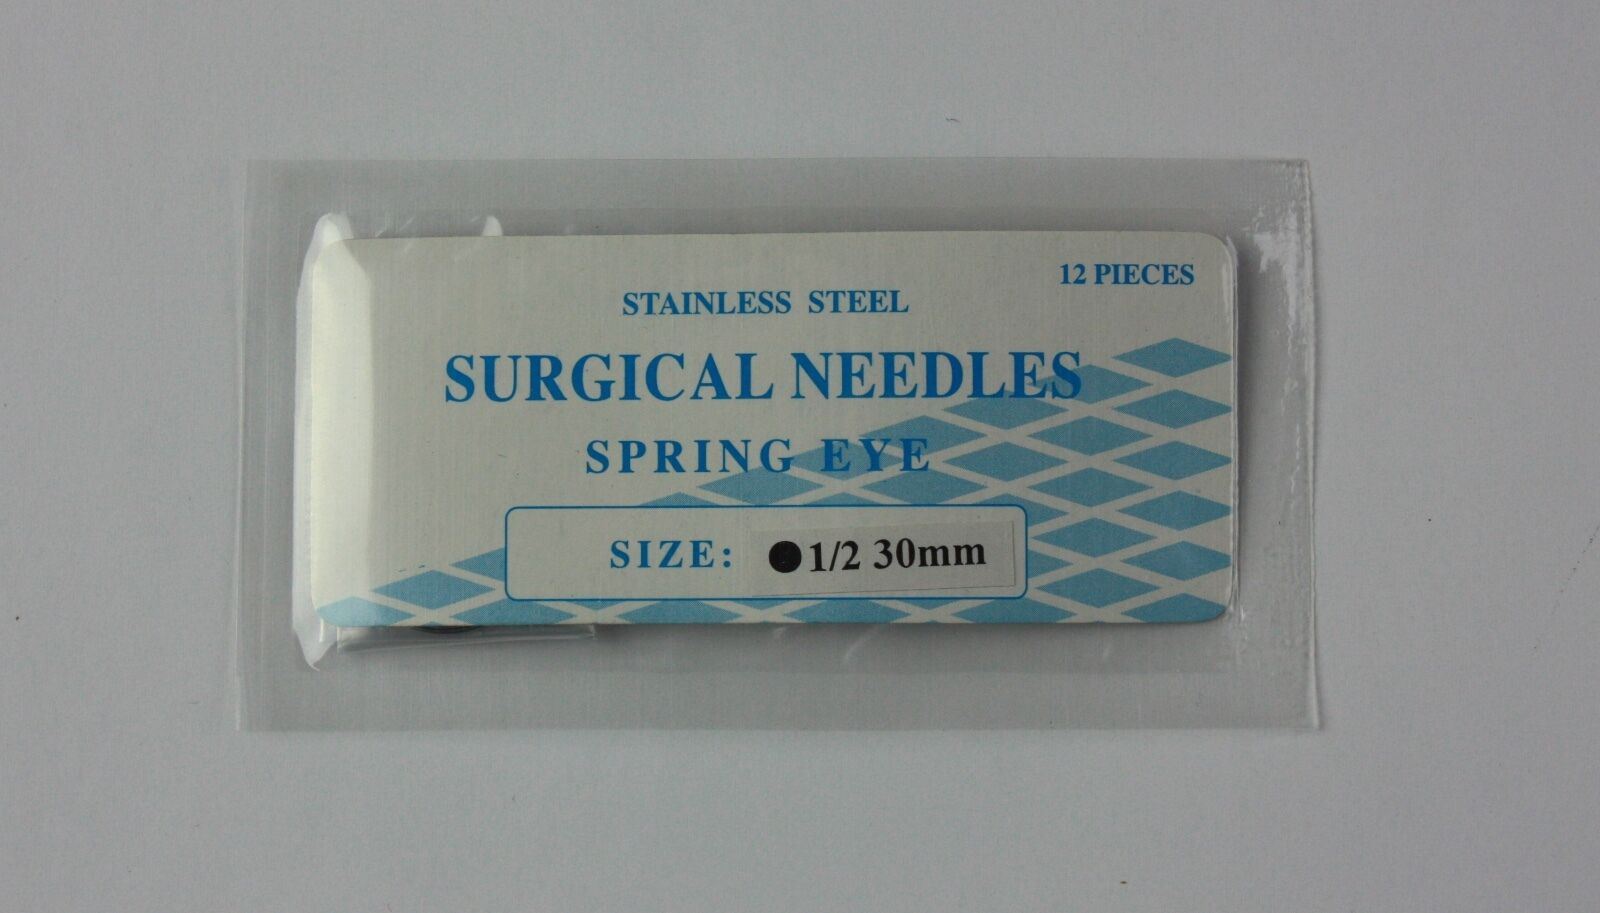 12 PIECES
STAINLESS STEEL
SURGICAL NEEDLES
SPRING EYE
SIZE: ●1/2 30mm